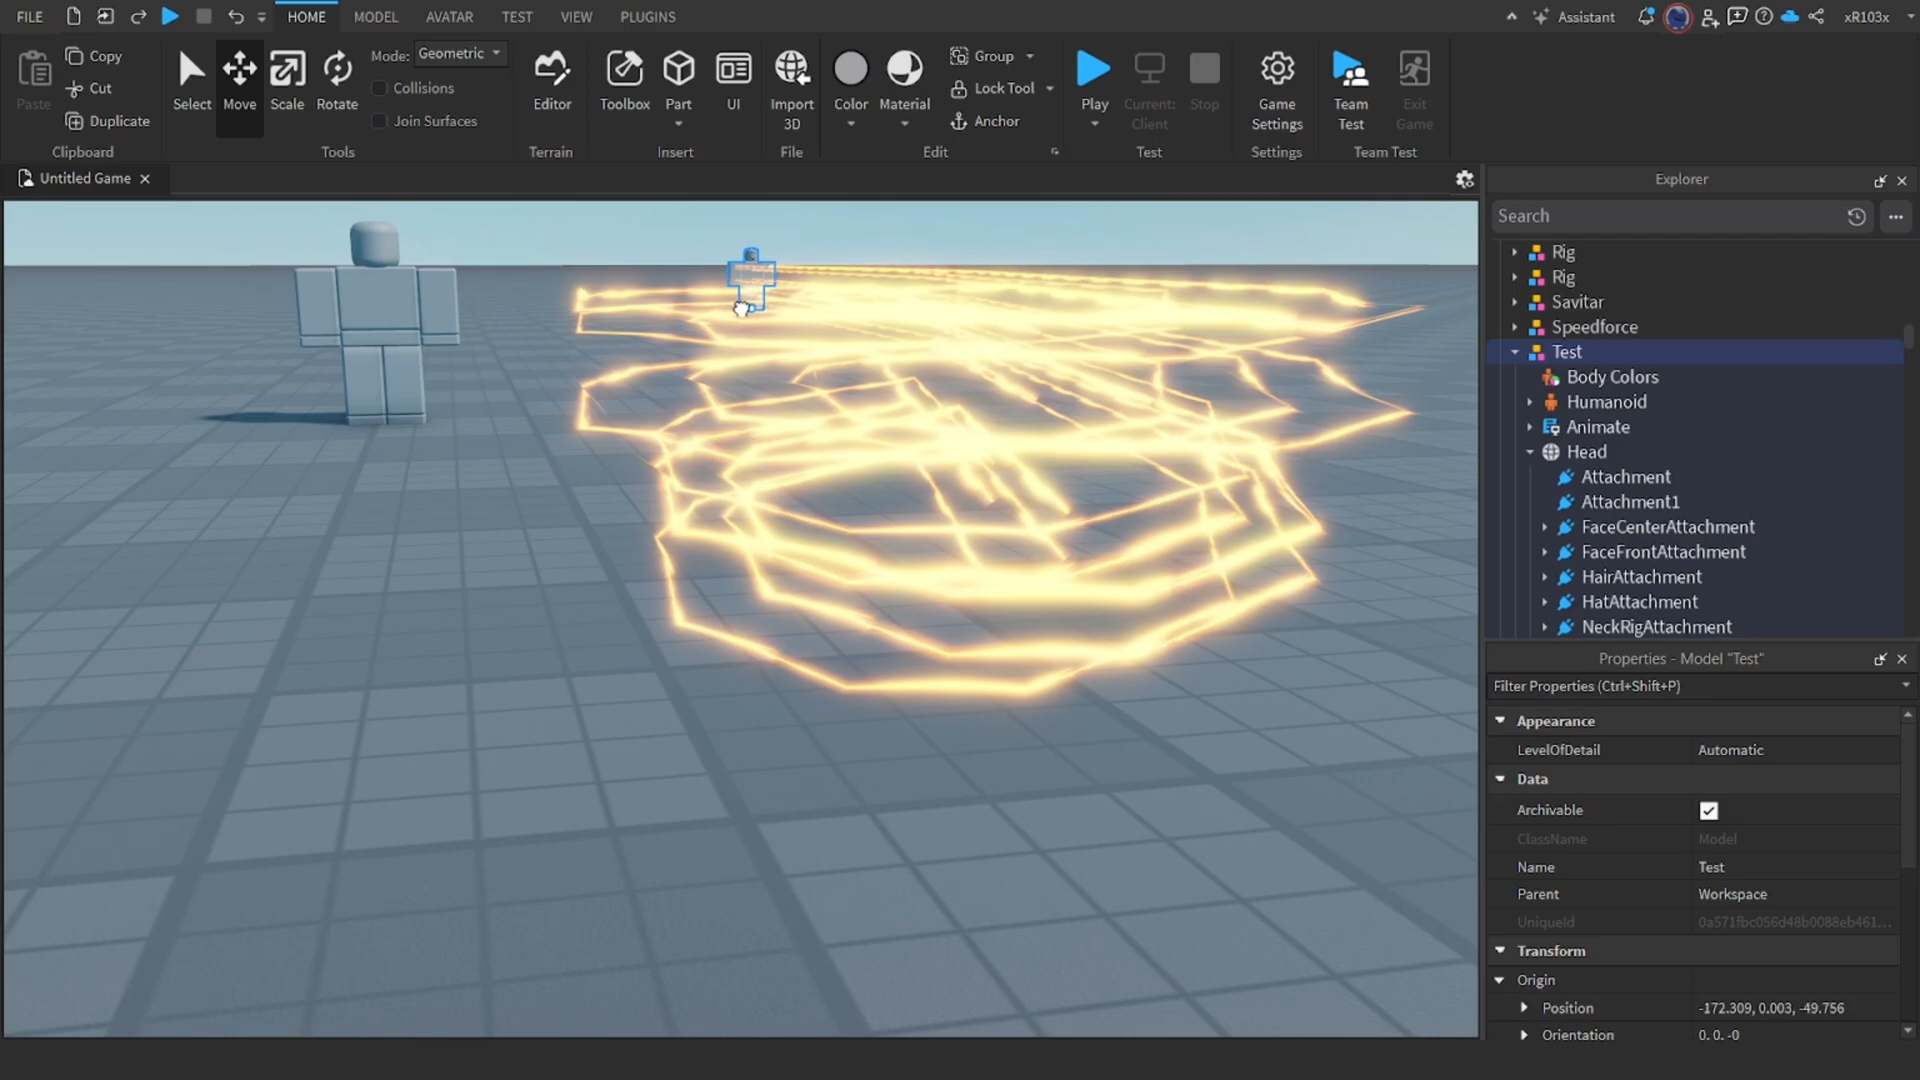 FILE
HOME
MODEL
AVATAR
TEST
VIEW
PLUGINS
Assistant
xR103x
Paste
Copy
Cut
Duplicate
Clipboard
Select
Move
Scale
Rotate
Mode:
Geometric
Collisions
Join Surfaces
Tools
Editor
Terrain
Toolbox
Part
UI
Insert
Import
3D
File
Color
Material
Group
Lock Tool
Anchor
Edit
Play
Current:
Client
Stop
Test
Game
Settings
Settings
Team
Test
Exit
Game
Team Test
Untitled Game
Explorer
Search
Rig
Rig
Savitar
Speedforce
Test
Body Colors
Humanoid
Animate
Head
Attachment
Attachment1
FaceCenterAttachment
FaceFrontAttachment
HairAttachment
HatAttachment
NeckRigAttachment
Properties - Model "Test"
Filter Properties (Ctrl+Shift+P)
Appearance
LevelOfDetail Automatic
Data
Archivable
ClassName Model
Name Test
Parent Workspace
UniqueId 0a571fbc056d48b0088eb461...
Transform
Origin
Position -172.309, 0.003, -49.756
Orientation 0, 0, -0